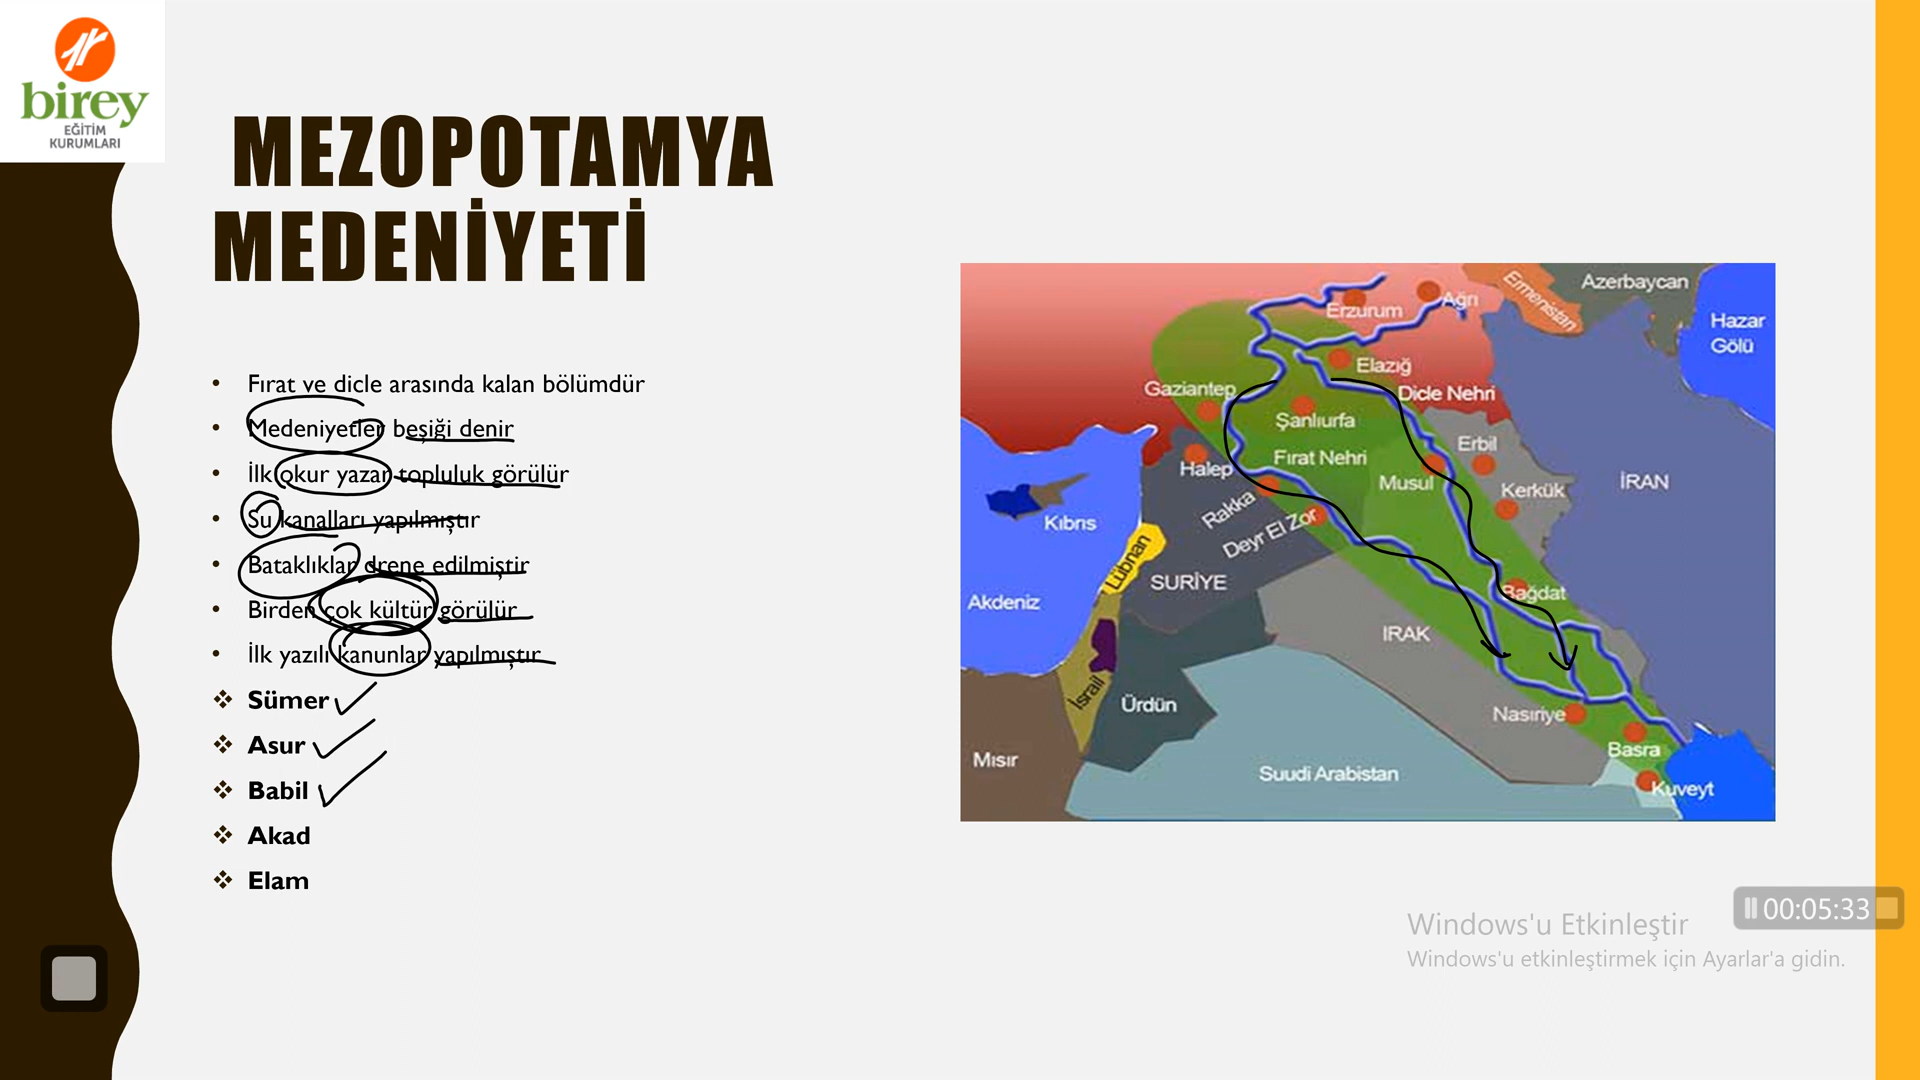 birey
EĞİTİM
KURUMLARI
MEZOPOTAMYA
MEDENİYETİ
• Fırat ve dicle arasında kalan bölümdür
• Medeniyetler beşiği denir
• İlk okur yazar topluluk görülür
• Su kanalları yapılmıştır
• Bataklıklar drene edilmiştir
• Birden çok kültür görülür
• İlk yazılı kanunlar yapılmıştır
❖ Sümer
❖ Asur
❖ Babil
❖ Akad
❖ Elam
Azerbaycan
Ermenistan
Erzurum
Ağrı
Hazar
Gölü
Elazığ
Gaziantep
Dicle Nehri
Şanlıurfa
Erbil
Fırat Nehri
Halep
Musul
İRAN
Kerkük
Rakka
Kıbrıs
Deyr El Zor
Lübnan
SURİYE
Bağdat
Akdeniz
IRAK
İsrail
Ürdün
Nasıriye
Basra
Mısır
Suudi Arabistan
Kuveyt
00:05:33
Windows'u Etkinleştir
Windows'u etkinleştirmek için Ayarlar'a gidin.